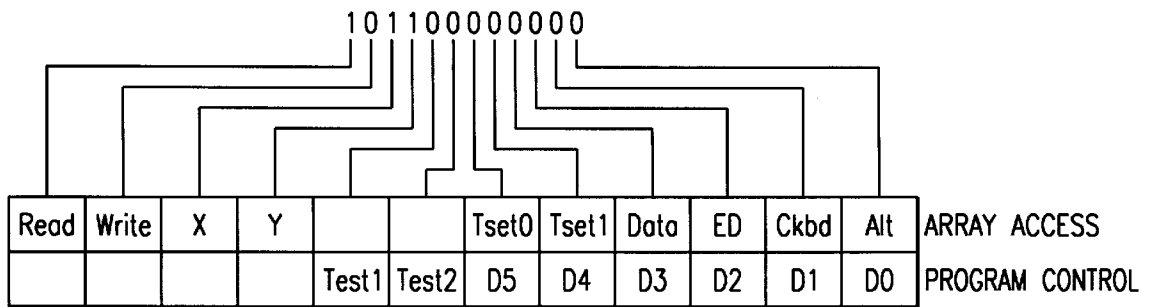 101100000000
Read Write X Y Tset0 Tset1 Data ED Ckbd Alt ARRAY ACCESS
Test1 Test2 D5 D4 D3 D2 D1 D0 PROGRAM CONTROL